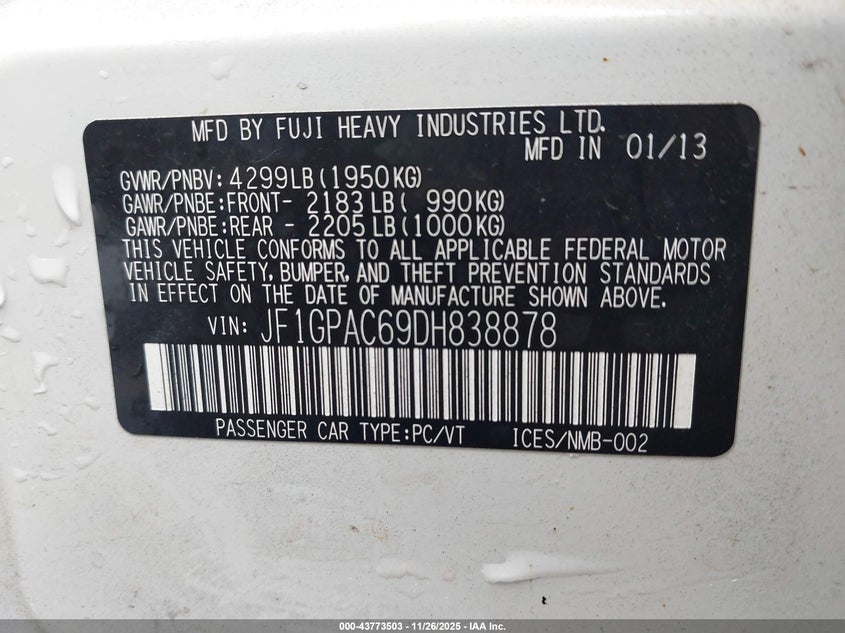 MFD BY FUJI HEAVY INDUSTRIES LTD.
MFD IN 01/13
GVWR/PNBV: 4299LB(1950KG)
GAWR/PNBE:FRONT- 2183LB( 990KG)
GAWR/PNBE:REAR - 2205LB(1000KG)
THIS VEHICLE CONFORMS TO ALL APPLICABLE FEDERAL MOTOR
VEHICLE SAFETY, BUMPER, AND THEFT PREVENTION STANDARDS
IN EFFECT ON THE DATE OF MANUFACTURE SHOWN ABOVE.
VIN: JF1GPAC69DH838878
PASSENGER CAR TYPE:PC/VT ICES/NMB-002
000-43773503 - 11/26/2025 - IAA Inc.